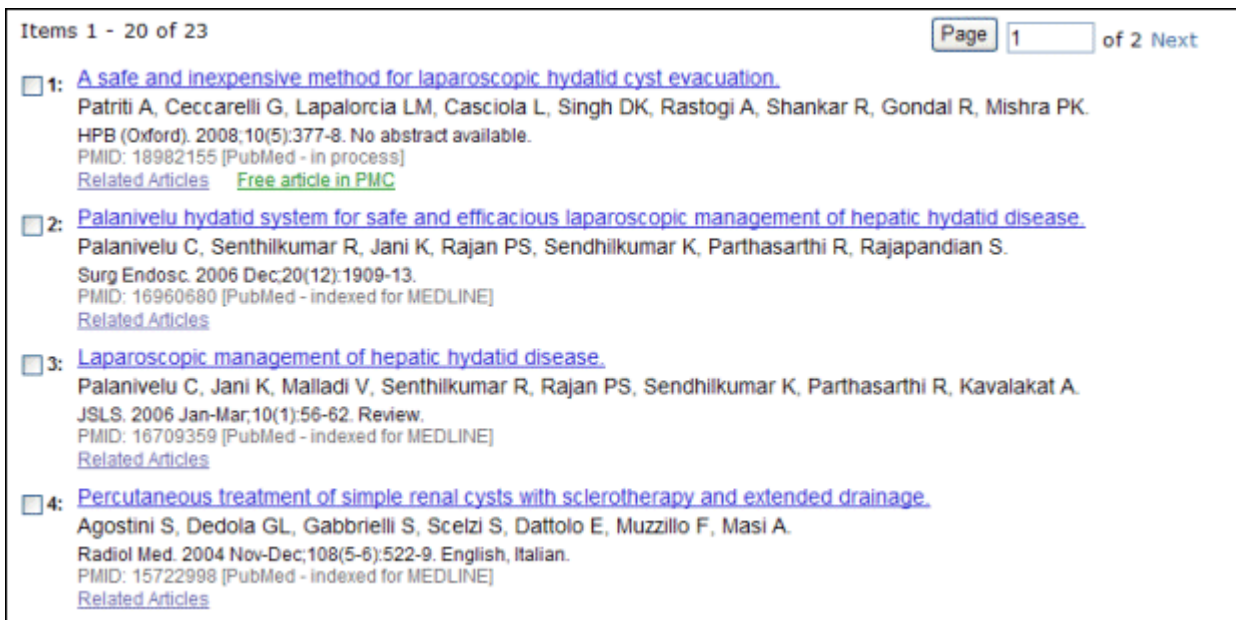 Items 1 - 20 of 23
Page 1 of 2 Next
1: A safe and inexpensive method for laparoscopic hydatid cyst evacuation.
Patriti A, Ceccarelli G, Lapalorcia LM, Casciola L, Singh DK, Rastogi A, Shankar R, Gondal R, Mishra PK.
HPB (Oxford). 2008;10(5):377-8. No abstract available.
PMID: 18982155 [PubMed - in process]
Related Articles Free article in PMC
2: Palanivelu hydatid system for safe and efficacious laparoscopic management of hepatic hydatid disease.
Palanivelu C, Senthilkumar R, Jani K, Rajan PS, Sendhilkumar K, Parthasarthi R, Rajapandian S.
Surg Endosc. 2006 Dec;20(12):1909-13.
PMID: 16960680 [PubMed - indexed for MEDLINE]
Related Articles
3: Laparoscopic management of hepatic hydatid disease.
Palanivelu C, Jani K, Malladi V, Senthilkumar R, Rajan PS, Sendhilkumar K, Parthasarthi R, Kavalakat A.
JSLS. 2006 Jan-Mar;10(1):56-62. Review.
PMID: 16709359 [PubMed - indexed for MEDLINE]
Related Articles
4: Percutaneous treatment of simple renal cysts with sclerotherapy and extended drainage.
Agostini S, Dedola GL, Gabbrielli S, Scelzi S, Dattolo E, Muzzillo F, Masi A.
Radiol Med. 2004 Nov-Dec;108(5-6):522-9. English, Italian.
PMID: 15722998 [PubMed - indexed for MEDLINE]
Related Articles